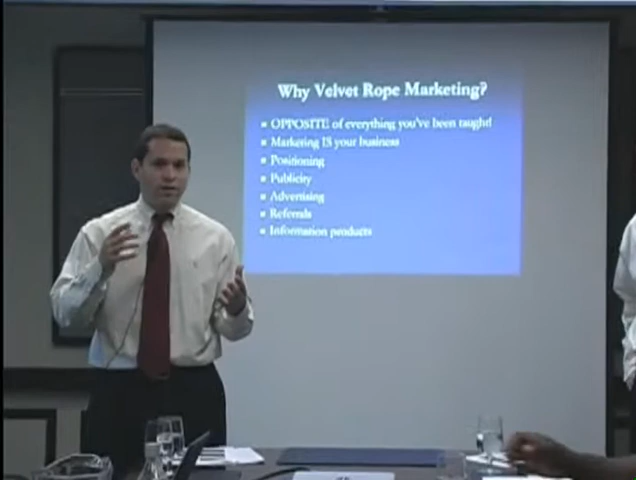 Why Velvet Rope Marketing?
OPPOSITE of everything you've been taught!
Marketing IS your business
Positioning
Publicity
Advertising
Referrals
Information products